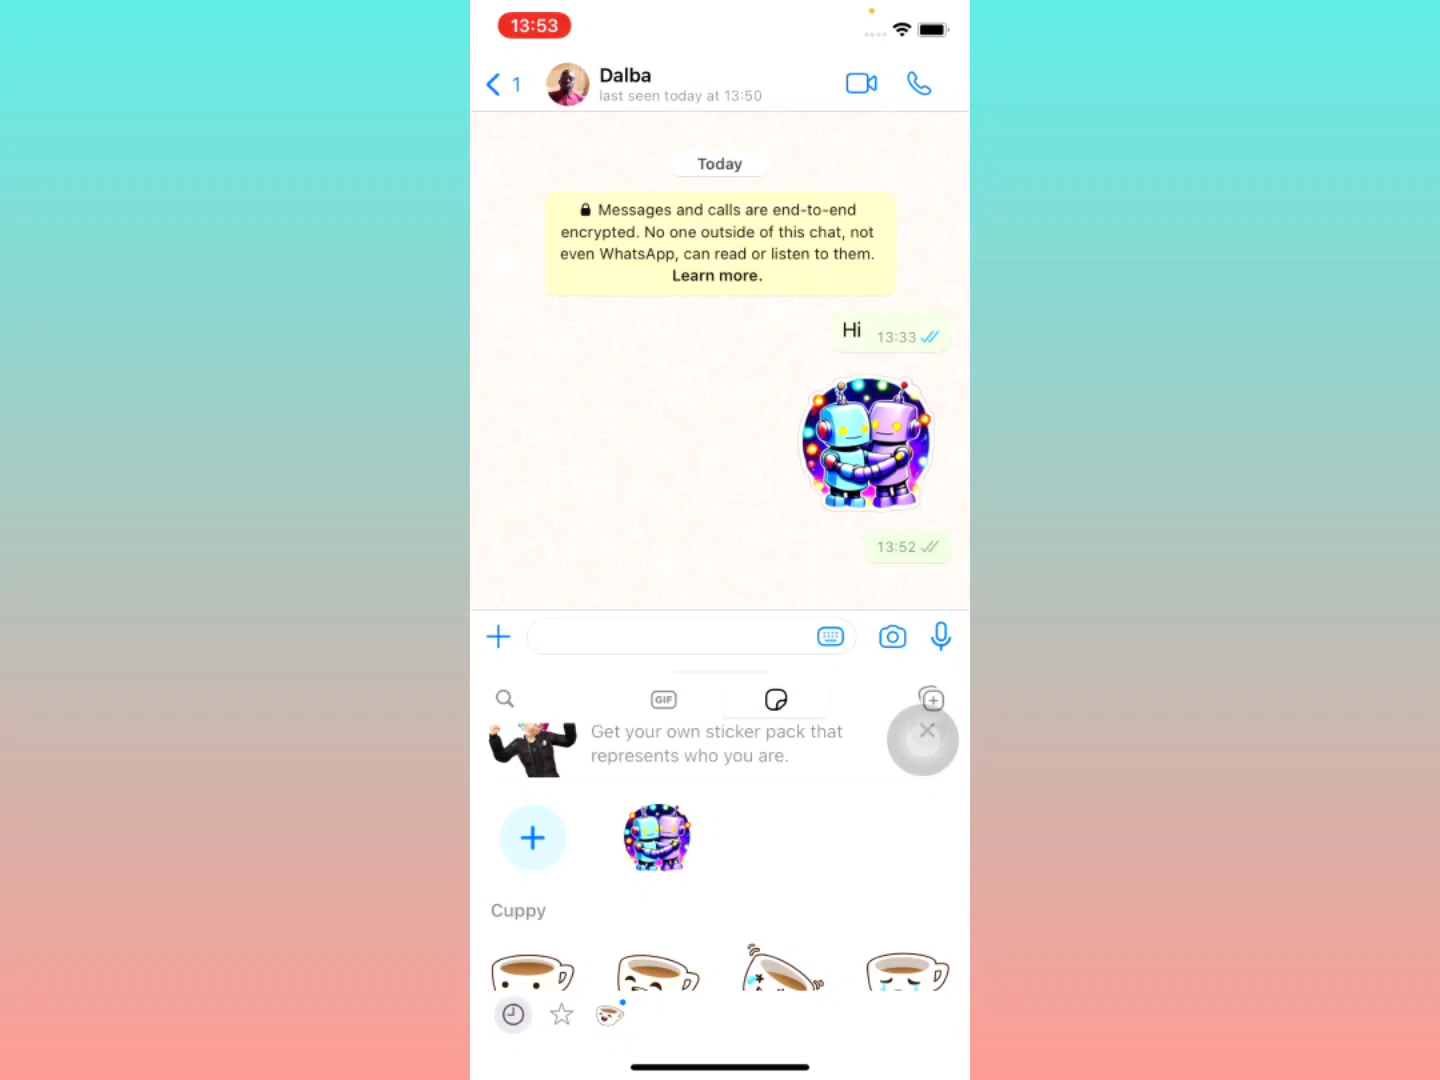 13:53
1
Dalba
last seen today at 13:50
Today
Messages and calls are end-to-end
encrypted. No one outside of this chat, not
even WhatsApp, can read or listen to them.
Learn more.
Hi 13:33
13:52
GIF
Get your own sticker pack that
represents who you are.
Cuppy